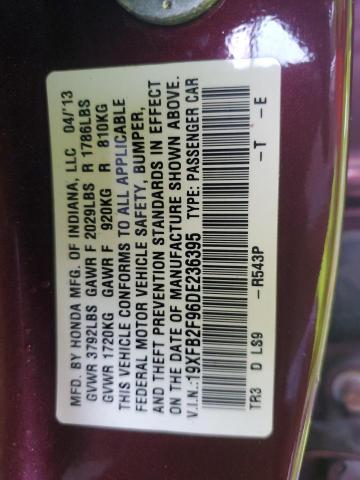 MFD. BY HONDA MFG. OF INDIANA, LLC 04/13
GVWR 3792LBS GAWR F 2029LBS R 1786LBS
GVWR 1720KG GAWR F 920KG R 810KG
THIS VEHICLE CONFORMS TO ALL APPLICABLE
FEDERAL MOTOR VEHICLE SAFETY, BUMPER,
AND THEFT PREVENTION STANDARDS IN EFFECT
ON THE DATE OF MANUFACTURE SHOWN ABOVE.
V.I.N.: 19XFB2F96DE236395 TYPE: PASSENGER CAR
TR3 D LS9 -R543P -T -E